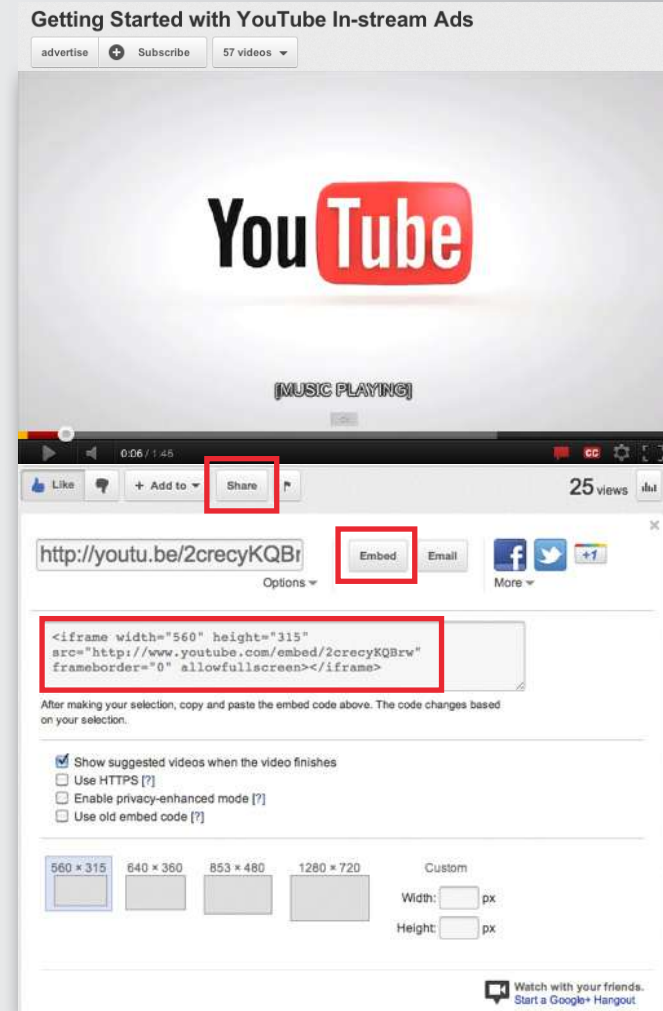 Getting Started with YouTube In-stream Ads
advertise Subscribe 57 videos
You Tube
[MUSIC PLAYING]
0:06 / 1:45 CC
Like + Add to Share 25 views
http://youtu.be/2crecyKQBr Embed Email +1
Options More
<iframe width="560" height="315"
src="http://www.youtube.com/embed/2crecyKQBrw"
frameborder="0" allowfullscreen></iframe>
After making your selection, copy and paste the embed code above. The code changes based
on your selection.
Show suggested videos when the video finishes
Use HTTPS [?]
Enable privacy-enhanced mode [?]
Use old embed code [?]
560 × 315 640 × 360 853 × 480 1280 × 720 Custom
Width: px
Height: px
Watch with your friends.
Start a Google+ Hangout